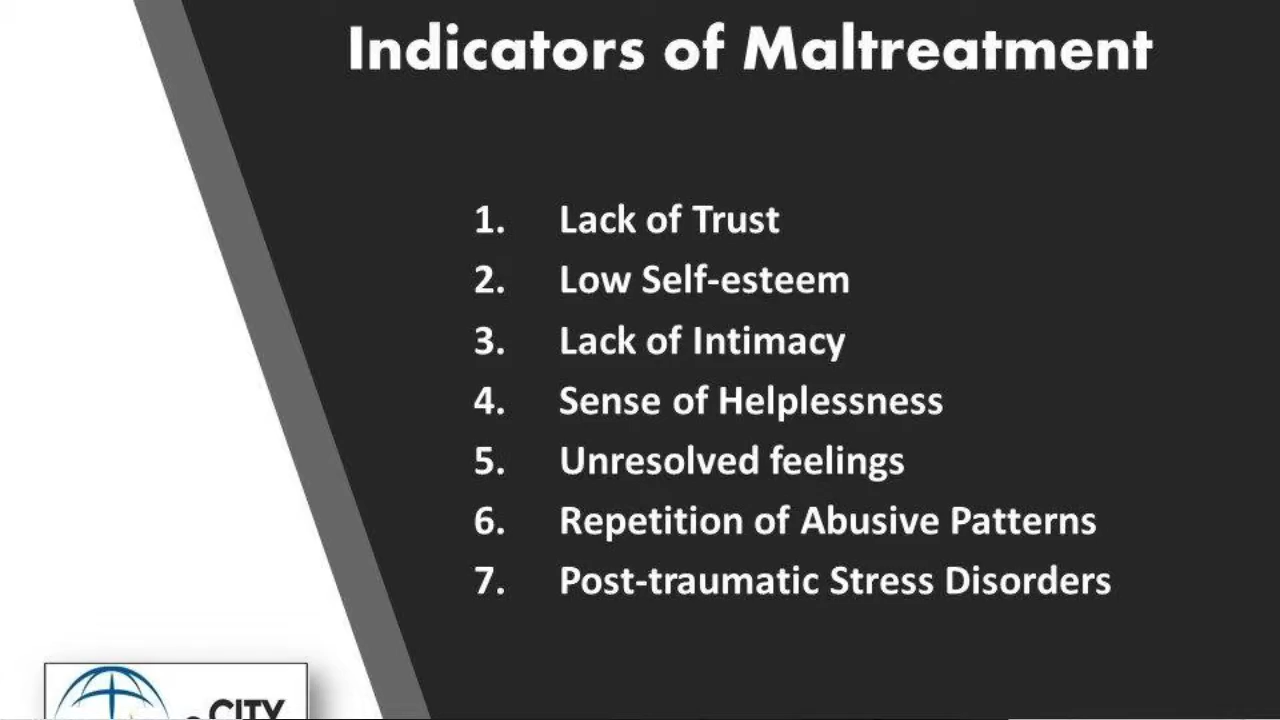 Indicators of Maltreatment
1. Lack of Trust
2. Low Self-esteem
3. Lack of Intimacy
4. Sense of Helplessness
5. Unresolved feelings
6. Repetition of Abusive Patterns
7. Post-traumatic Stress Disorders
CITY